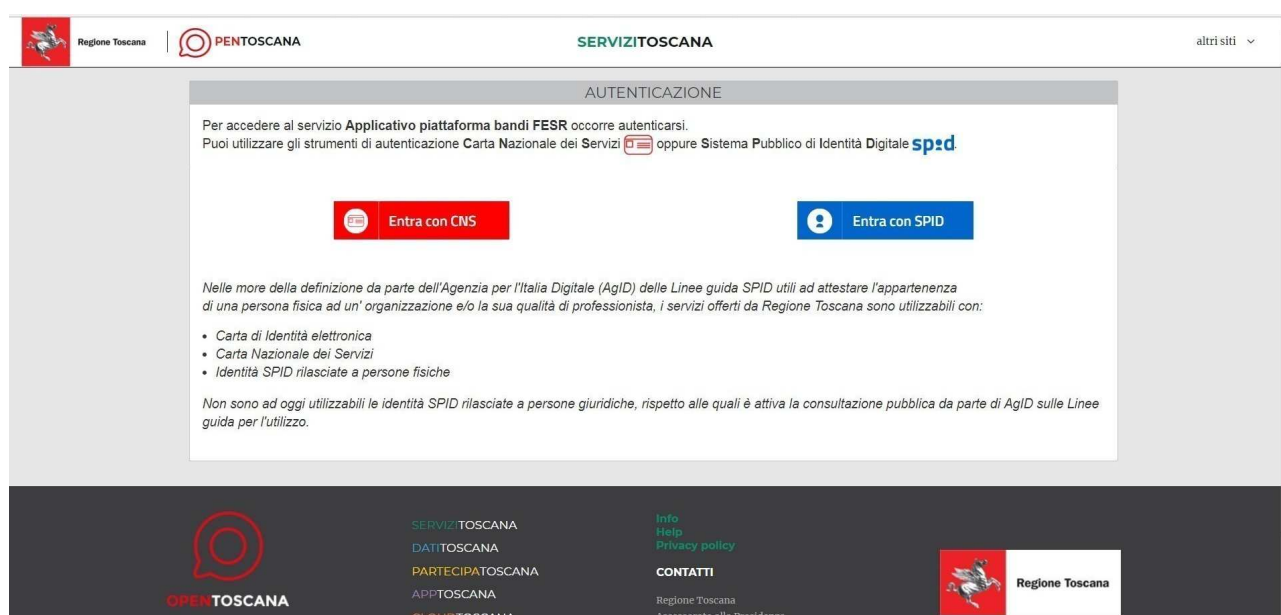 Regione Toscana
OPENTOSCANA
SERVIZITOSCANA
altri siti
AUTENTICAZIONE
Per accedere al servizio Applicativo piattaforma bandi FESR occorre autenticarsi.
Puoi utilizzare gli strumenti di autenticazione Carta Nazionale dei Servizi oppure Sistema Pubblico di Identità Digitale spid.
Entra con CNS
Entra con SPID
Nelle more della definizione da parte dell'Agenzia per l'Italia Digitale (AgID) delle Linee guida SPID utili ad attestare l'appartenenza
di una persona fisica ad un' organizzazione e/o la sua qualità di professionista, i servizi offerti da Regione Toscana sono utilizzabili con:
• Carta di Identità elettronica
• Carta Nazionale dei Servizi
• Identità SPID rilasciate a persone fisiche
Non sono ad oggi utilizzabili le identità SPID rilasciate a persone giuridiche, rispetto alle quali è attiva la consultazione pubblica da parte di AgID sulle Linee
guida per l'utilizzo.
OPENTOSCANA
SERVIZITOSCANA
DATITOSCANA
PARTECIPATOSCANA
APPTOSCANA
CLOUDTOSCANA
Info
Help
Privacy policy
CONTATTI
Regione Toscana
Assessorato alla Presidenza
Regione Toscana